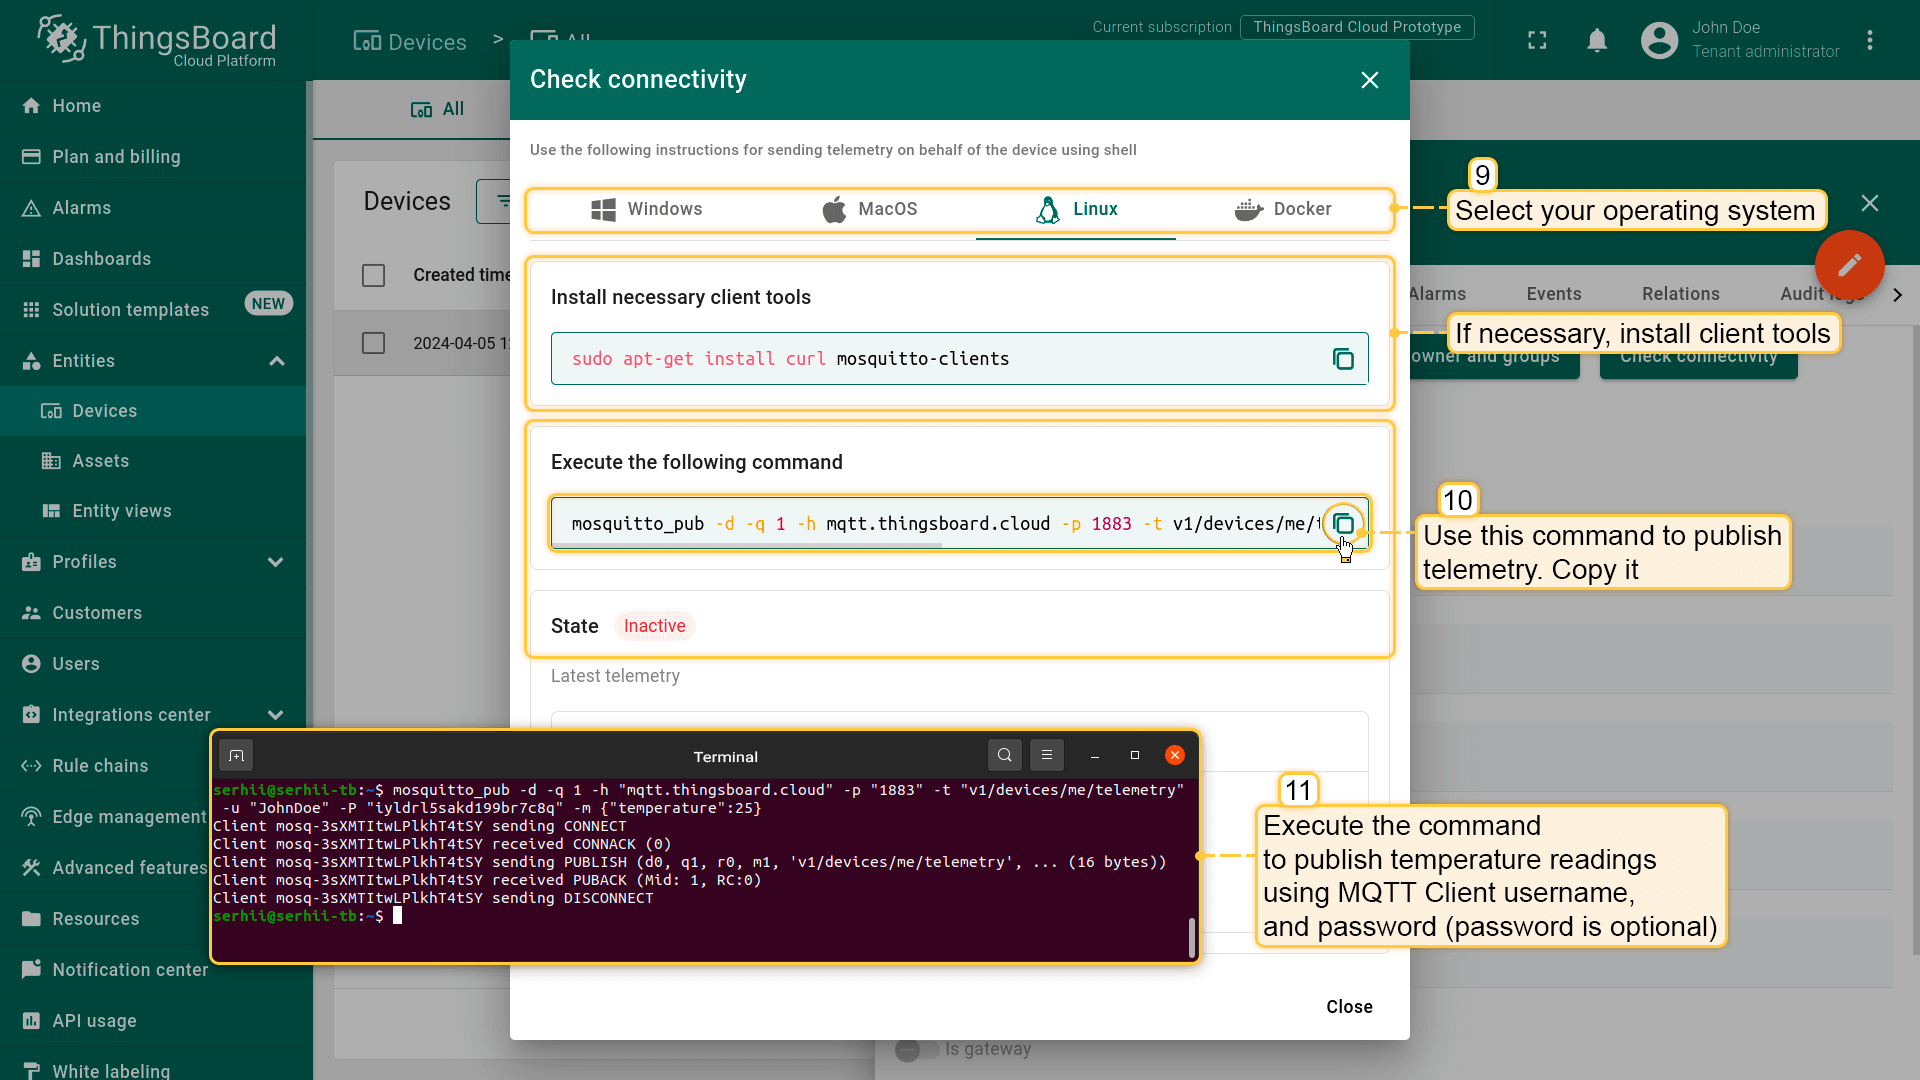 ThingsBoard
Cloud Platform
Devices > All
Current subscription ThingsBoard Cloud Prototype
John Doe
Tenant administrator
Home
Plan and billing
Alarms
Dashboards
Solution templates NEW
Entities
Devices
Assets
Entity views
Profiles
Customers
Users
Integrations center
Rule chains
Edge management
Advanced features
Resources
Notification center
API usage
White labeling
All
Devices
Created time
2024-04-05 1
Check connectivity
Use the following instructions for sending telemetry on behalf of the device using shell
Windows MacOS Linux Docker
Install necessary client tools
sudo apt-get install curl mosquitto-clients
Execute the following command
mosquitto_pub -d -q 1 -h mqtt.thingsboard.cloud -p 1883 -t v1/devices/me/t
State Inactive
Latest telemetry
Close
9
Select your operating system
Alarms Events Relations Audit logs
If necessary, install client tools
owner and groups Check connectivity
10
Use this command to publish
telemetry. Copy it
Terminal
serhii@serhii-tb:~$ mosquitto_pub -d -q 1 -h "mqtt.thingsboard.cloud" -p "1883" -t "v1/devices/me/telemetry"
-u "JohnDoe" -P "iyldrl5sakd199br7c8q" -m {"temperature":25}
Client mosq-3sXMTItwLPlkhT4tSY sending CONNECT
Client mosq-3sXMTItwLPlkhT4tSY received CONNACK (0)
Client mosq-3sXMTItwLPlkhT4tSY sending PUBLISH (d0, q1, r0, m1, 'v1/devices/me/telemetry', ... (16 bytes))
Client mosq-3sXMTItwLPlkhT4tSY received PUBACK (Mid: 1, RC:0)
Client mosq-3sXMTItwLPlkhT4tSY sending DISCONNECT
serhii@serhii-tb:~$
11
Execute the command
to publish temperature readings
using MQTT Client username,
and password (password is optional)
Is gateway